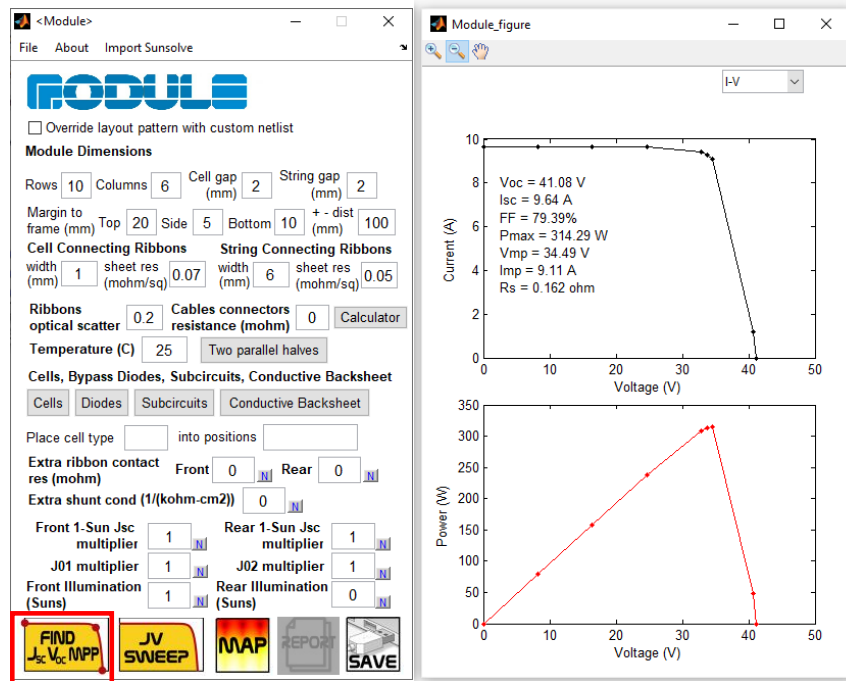 <Module>
File About Import Sunsolve
MODULE
Override layout pattern with custom netlist
Module Dimensions
Rows 10 Columns 6 Cell gap (mm) 2 String gap (mm) 2
Margin to frame (mm) Top 20 Side 5 Bottom 10 + - dist (mm) 100
Cell Connecting Ribbons String Connecting Ribbons
width (mm) 1 sheet res (mohm/sq) 0.07 width (mm) 6 sheet res (mohm/sq) 0.05
Ribbons optical scatter 0.2 Cables connectors resistance (mohm) 0 Calculator
Temperature (C) 25 Two parallel halves
Cells, Bypass Diodes, Subcircuits, Conductive Backsheet
Cells Diodes Subcircuits Conductive Backsheet
Place cell type into positions
Extra ribbon contact res (mohm) Front 0 N Rear 0 N
Extra shunt cond (1/(kohm-cm2)) 0 N
Front 1-Sun Jsc multiplier 1 N Rear 1-Sun Jsc multiplier 1 N
J01 multiplier 1 N J02 multiplier 1 N
Front Illumination (Suns) 1 N Rear Illumination (Suns) 0 N
FIND Jsc Voc MPP
JV SWEEP
MAP
REPORT
SAVE
Module_figure
I-V
10
8
6
4
2
0
Current (A)
Voc = 41.08 V
Isc = 9.64 A
FF = 79.39%
Pmax = 314.29 W
Vmp = 34.49 V
Imp = 9.11 A
Rs = 0.162 ohm
0 10 20 30 40 50
Voltage (V)
350
300
250
200
150
100
50
0
Power (W)
0 10 20 30 40 50
Voltage (V)